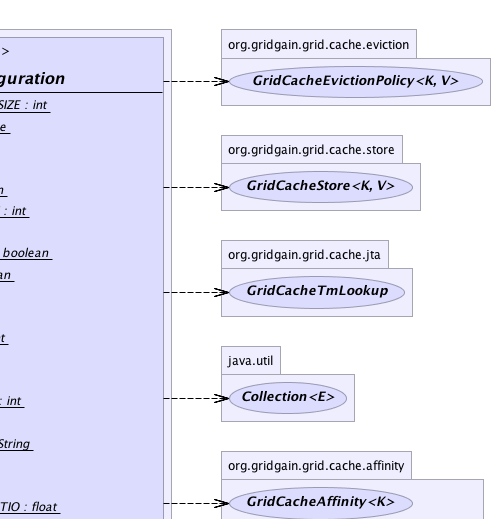 >
guration
SIZE : int
e
n
: int
boolean
an
nt
: int
String
TIO : float
org.gridgain.grid.cache.eviction
GridCacheEvictionPolicy<K, V>
org.gridgain.grid.cache.store
GridCacheStore<K, V>
org.gridgain.grid.cache.jta
GridCacheTmLookup
java.util
Collection<E>
org.gridgain.grid.cache.affinity
GridCacheAffinity<K>